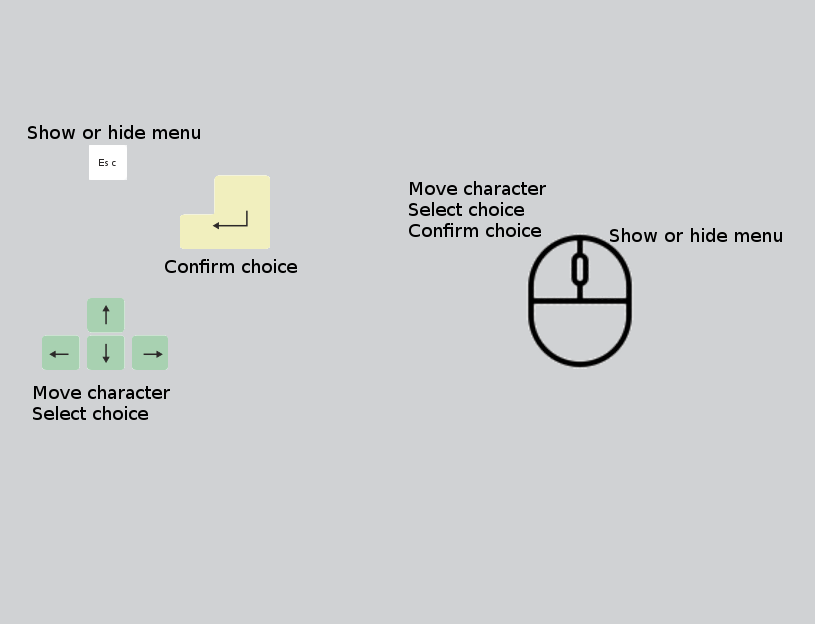 Show or hide menu
Esc
Confirm choice
Move character
Select choice
Move character
Select choice
Confirm choice
Show or hide menu